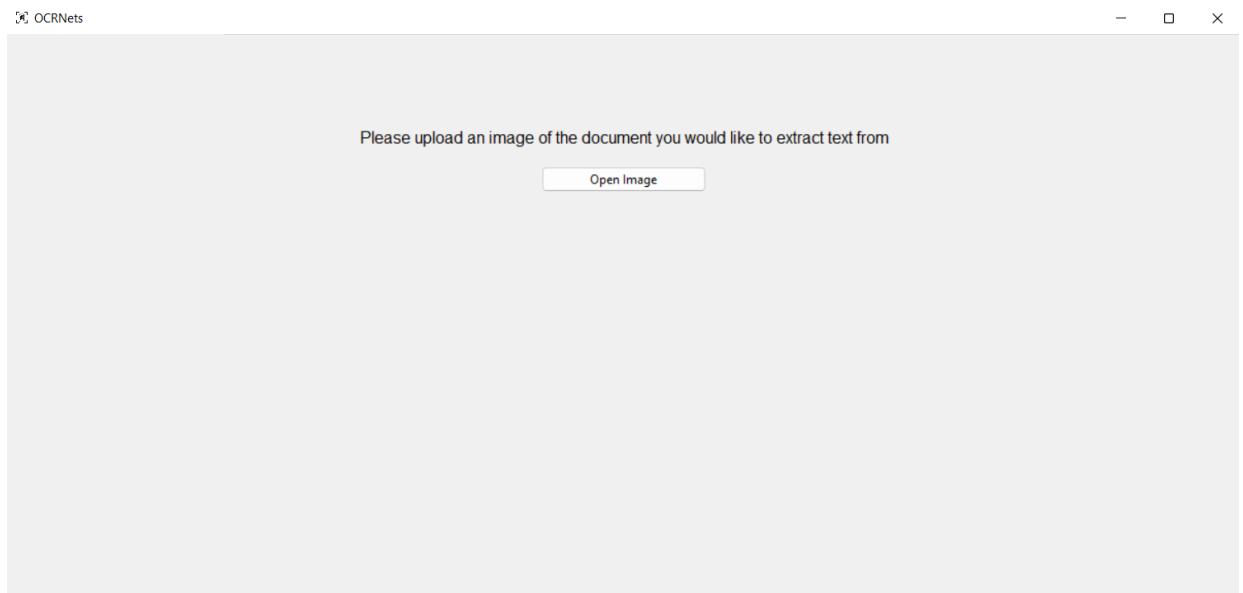 OCRNets
Please upload an image of the document you would like to extract text from
Open Image